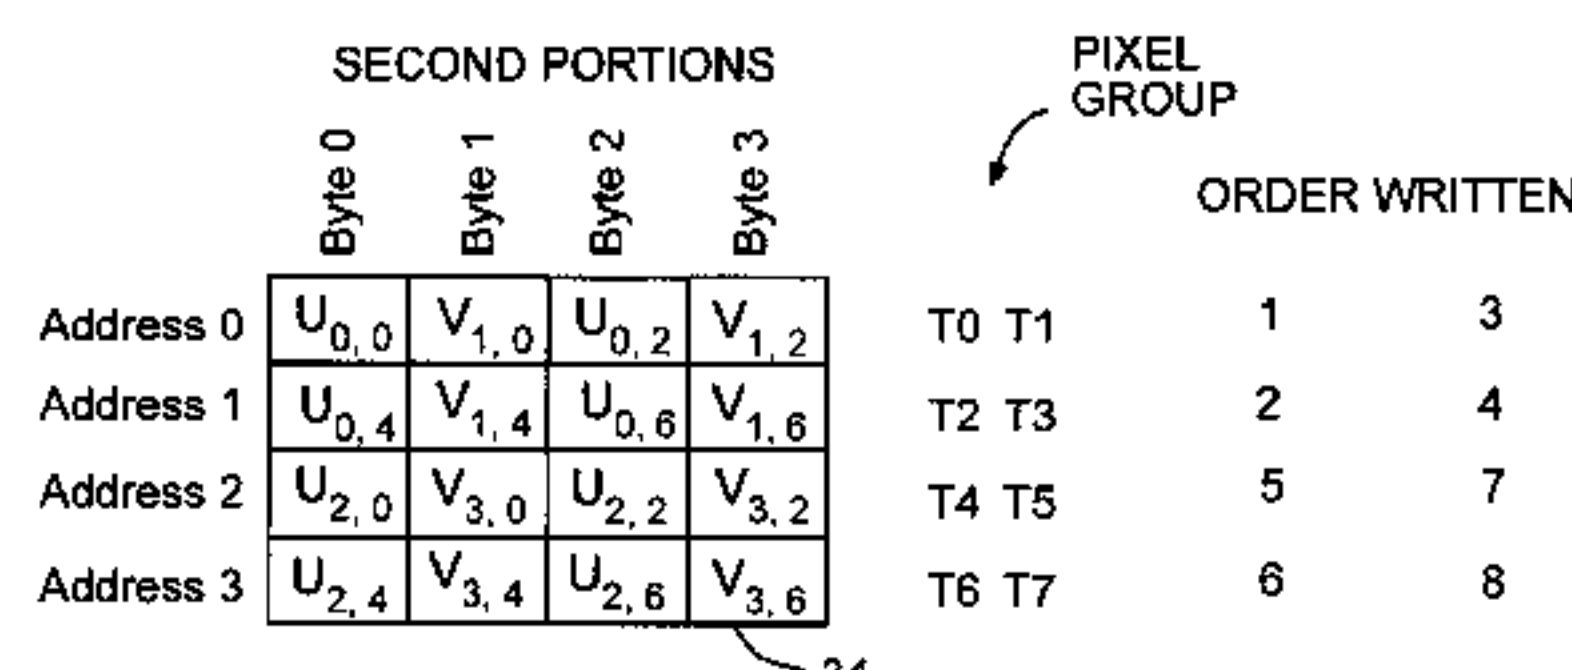 SECOND PORTIONS
PIXEL
GROUP
Byte 0 Byte 1 Byte 2 Byte 3
ORDER WRITTEN
Address 0 U0, 0 V1, 0 U0, 2 V1, 2 T0 T1 1 3
Address 1 U0, 4 V1, 4 U0, 6 V1, 6 T2 T3 2 4
Address 2 U2, 0 V3, 0 U2, 2 V3, 2 T4 T5 5 7
Address 3 U2, 4 V3, 4 U2, 6 V3, 6 T6 T7 6 8